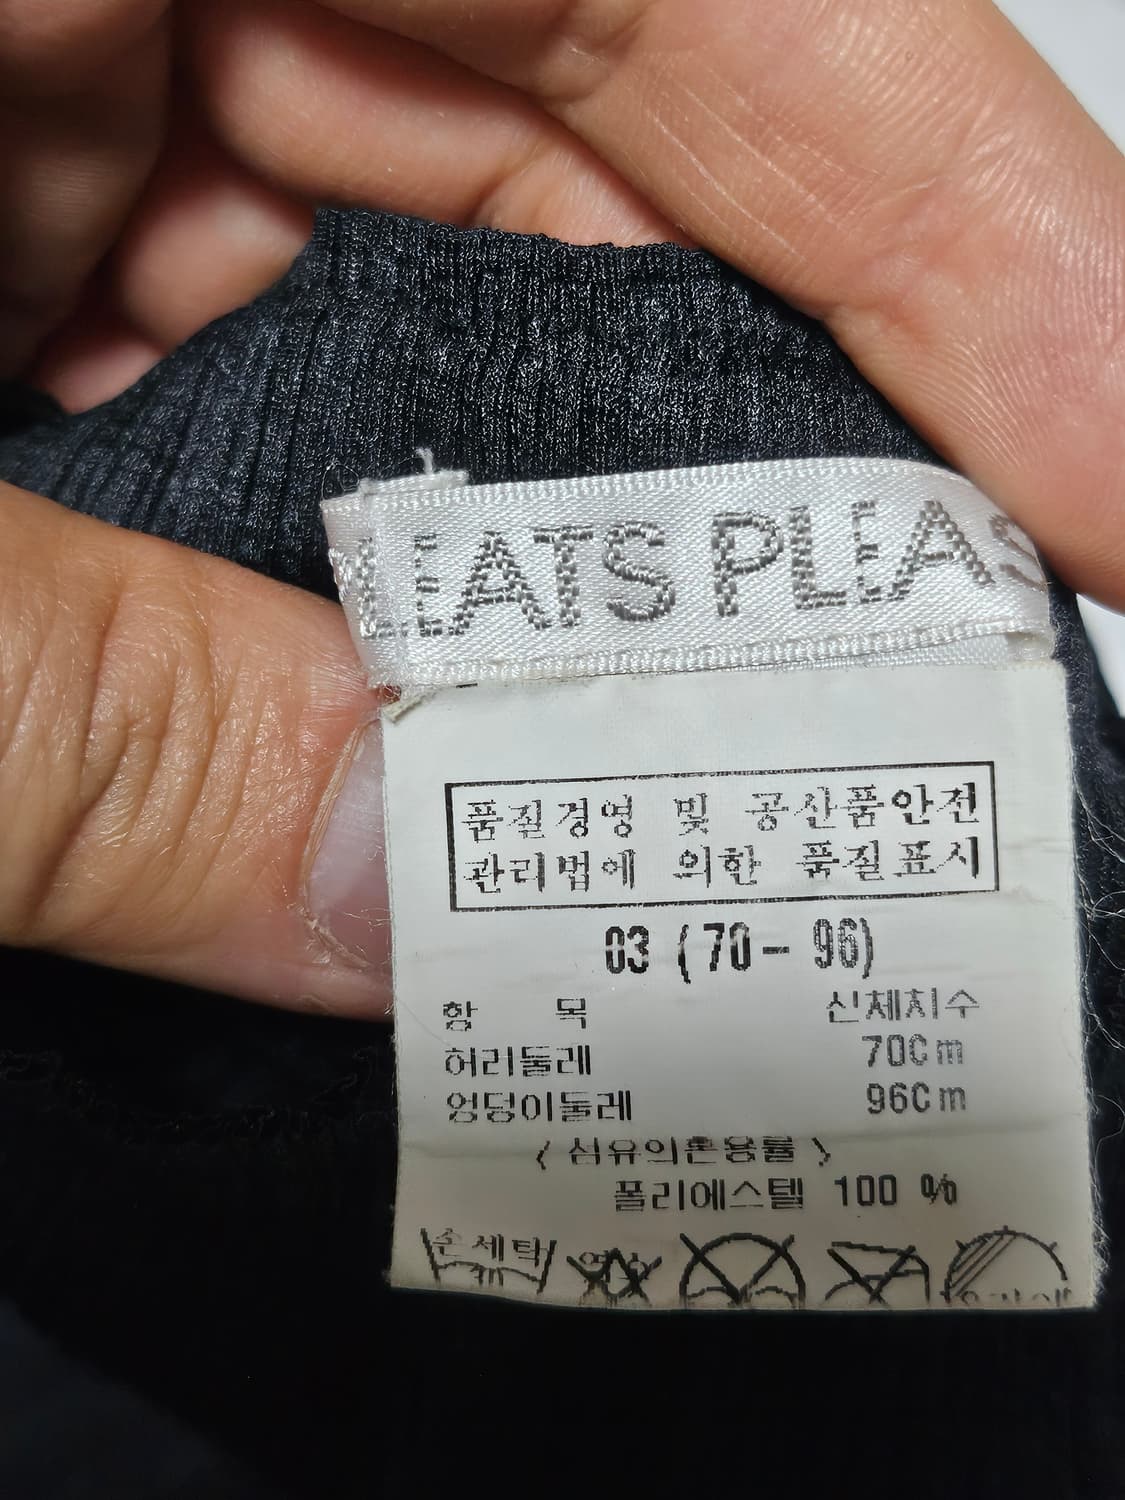 LEATS PLEAS
품질경영 및 공산품안전
관리법에 의한 품질표시
03 (70 - 96)
항 목 신체치수
허리둘레 70Cm
엉덩이둘레 96Cm
( 섬유의혼용률 )
폴리에스텔 100 %
손세탁